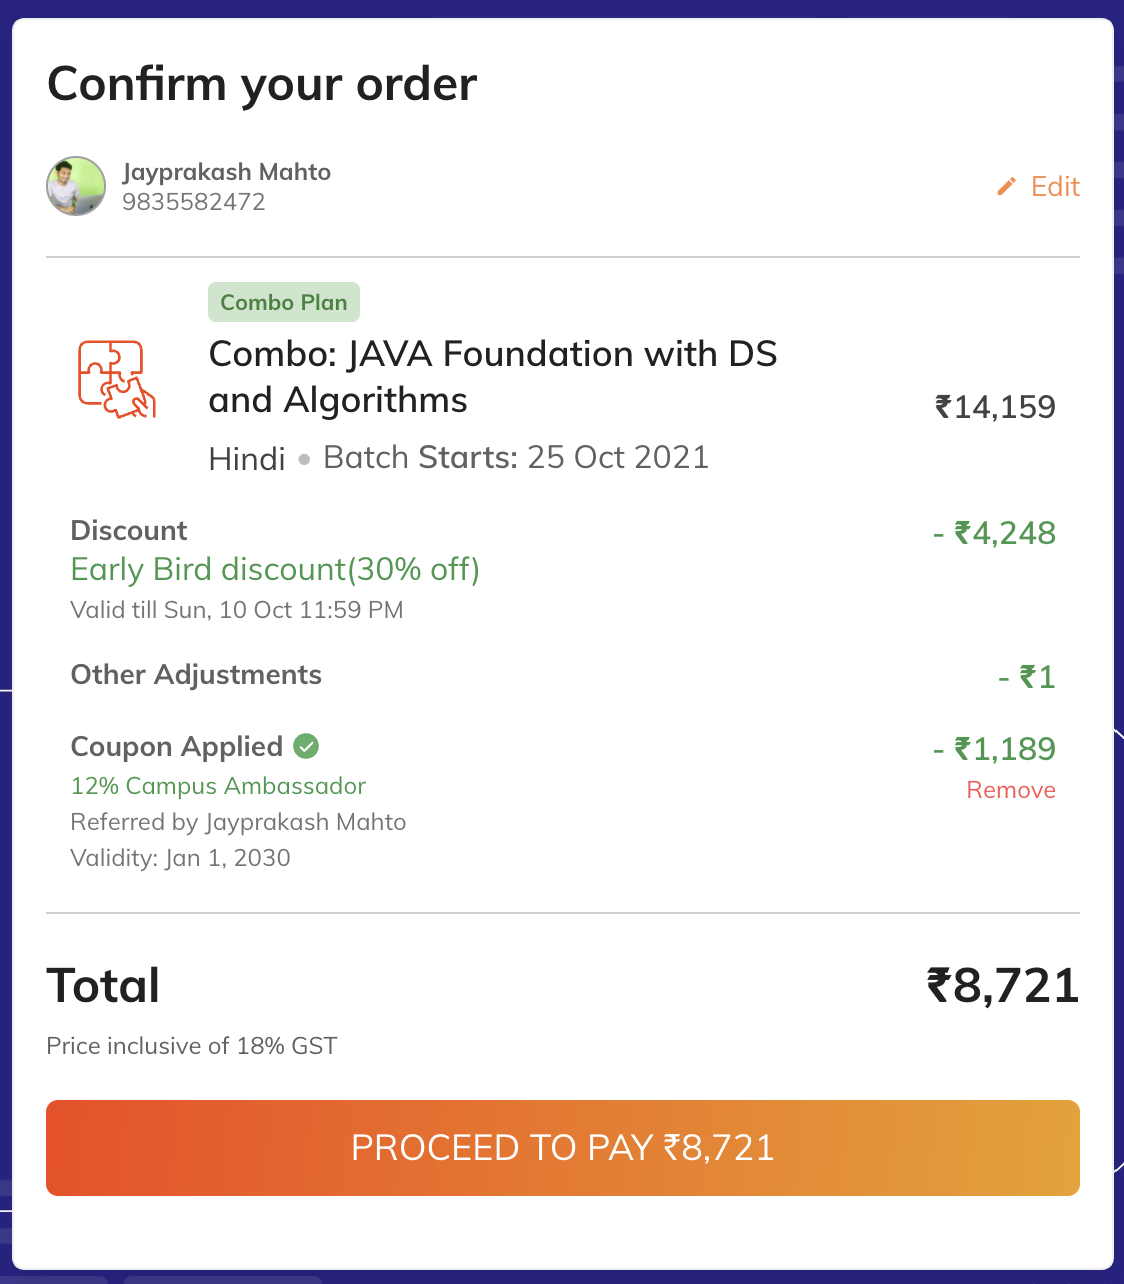 Confirm your order
Jayprakash Mahto
9835582472
Edit
Combo Plan
Combo: JAVA Foundation with DS
and Algorithms
₹14,159
Hindi • Batch Starts: 25 Oct 2021
Discount
- ₹4,248
Early Bird discount(30% off)
Valid till Sun, 10 Oct 11:59 PM
Other Adjustments
- ₹1
Coupon Applied
- ₹1,189
12% Campus Ambassador
Remove
Referred by Jayprakash Mahto
Validity: Jan 1, 2030
Total
₹8,721
Price inclusive of 18% GST
PROCEED TO PAY ₹8,721